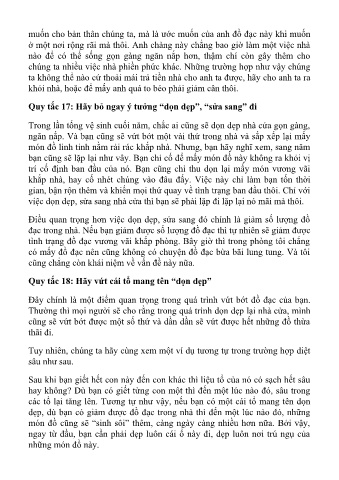 muốn cho bản thân chúng ta, mà là ước muốn của anh đồ đạc này khi muốn
ở một nơi rộng rãi mà thôi. Anh chàng này chẳng bao giờ làm một việc nhà
nào để có thể sống gọn gàng ngăn nắp hơn, thậm chí còn gây thêm cho
chúng ta nhiều việc nhà phiền phức khác. Những trường hợp như vậy chúng
ta không thể nào cứ thoải mái trả tiền nhà cho anh ta được, hãy cho anh ta ra
khỏi nhà, hoặc để mấy anh quá to béo phải giảm cân thôi.
Quy tắc 17: Hãy bỏ ngay ý tưởng “dọn dẹp”, “sửa sang” đi
Trong lần tổng vệ sinh cuối năm, chắc ai cũng sẽ dọn dẹp nhà cửa gọn gàng,
ngăn nắp. Và bạn cũng sẽ vứt bớt một vài thứ trong nhà và sắp xếp lại mấy
món đồ linh tinh nằm rải rác khắp nhà. Nhưng, bạn hãy nghĩ xem, sang năm
bạn cũng sẽ lặp lại như vậy. Bạn chỉ cố để mấy món đồ này không ra khỏi vị
trí cố định ban đầu của nó. Bạn cũng chỉ thu dọn lại mấy món vương vãi
khắp nhà, hay cố nhét chúng vào đâu đấy. Việc này chỉ làm bạn tốn thời
gian, bận rộn thêm và khiến mọi thứ quay về tình trạng ban đầu thôi. Chỉ với
việc dọn dẹp, sửa sang nhà cửa thì bạn sẽ phải lặp đi lặp lại nó mãi mà thôi.
Điều quan trọng hơn việc dọn dẹp, sửa sang đó chính là giảm số lượng đồ
đạc trong nhà. Nếu bạn giảm được số lượng đồ đạc thì tự nhiên sẽ giảm được
tình trạng đồ đạc vương vãi khắp phòng. Bây giờ thì trong phòng tôi chẳng
có mấy đồ đạc nên cũng không có chuyện đồ đạc bừa bãi lung tung. Và tôi
cũng chẳng còn khái niệm về vấn đề này nữa.
Quy tắc 18: Hãy vứt cái tổ mang tên “dọn dẹp”
Đây chính là một điểm quan trọng trong quá trình vứt bớt đồ đạc của bạn.
Thường thì mọi người sẽ cho rằng trong quá trình dọn dẹp lại nhà cửa, mình
cũng sẽ vứt bớt được một số thứ và dần dần sẽ vứt được hết những đồ thừa
thãi đi.
Tuy nhiên, chúng ta hãy cùng xem một ví dụ tương tự trong trường hợp diệt
sâu như sau.
Sau khi bạn giết hết con này đến con khác thì liệu tổ của nó có sạch hết sâu
hay không? Dù bạn có giết từng con một thì đến một lúc nào đó, sâu trong
các tổ lại tăng lên. Tương tự như vậy, nếu bạn có một cái tổ mang tên dọn
dẹp, dù bạn có giảm được đồ đạc trong nhà thì đến một lúc nào đó, những
món đồ cũng sẽ “sinh sôi” thêm, càng ngày càng nhiều hơn nữa. Bởi vậy,
ngay từ đầu, bạn cần phải dẹp luôn cái ổ này đi, dẹp luôn nơi trú ngụ của
những món đồ này.